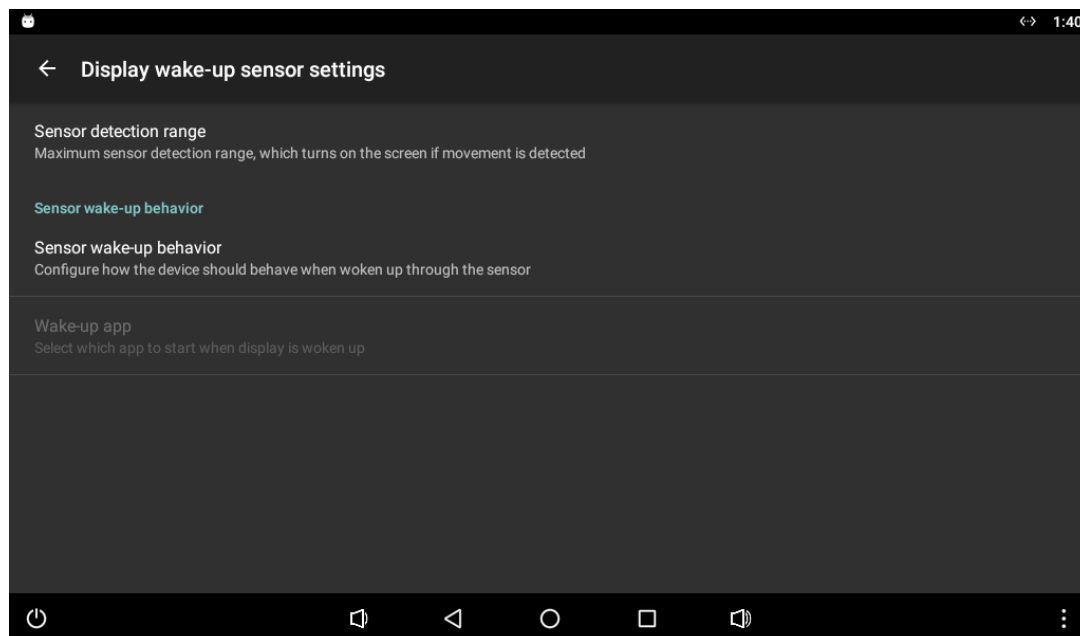 1:40
Display wake-up sensor settings
Sensor detection range
Maximum sensor detection range, which turns on the screen if movement is detected
Sensor wake-up behavior
Sensor wake-up behavior
Configure how the device should behave when woken up through the sensor
Wake-up app
Select which app to start when display is woken up